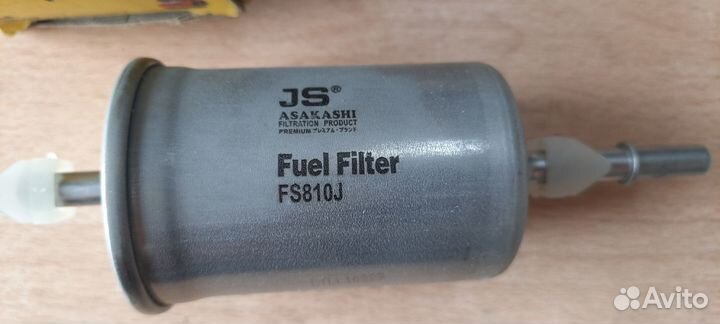 JS®
ASAKASHI
FILTRATION PRODUCT
PREMIUM プレミアム・ブランド
Fuel Filter
FS810J
Avito